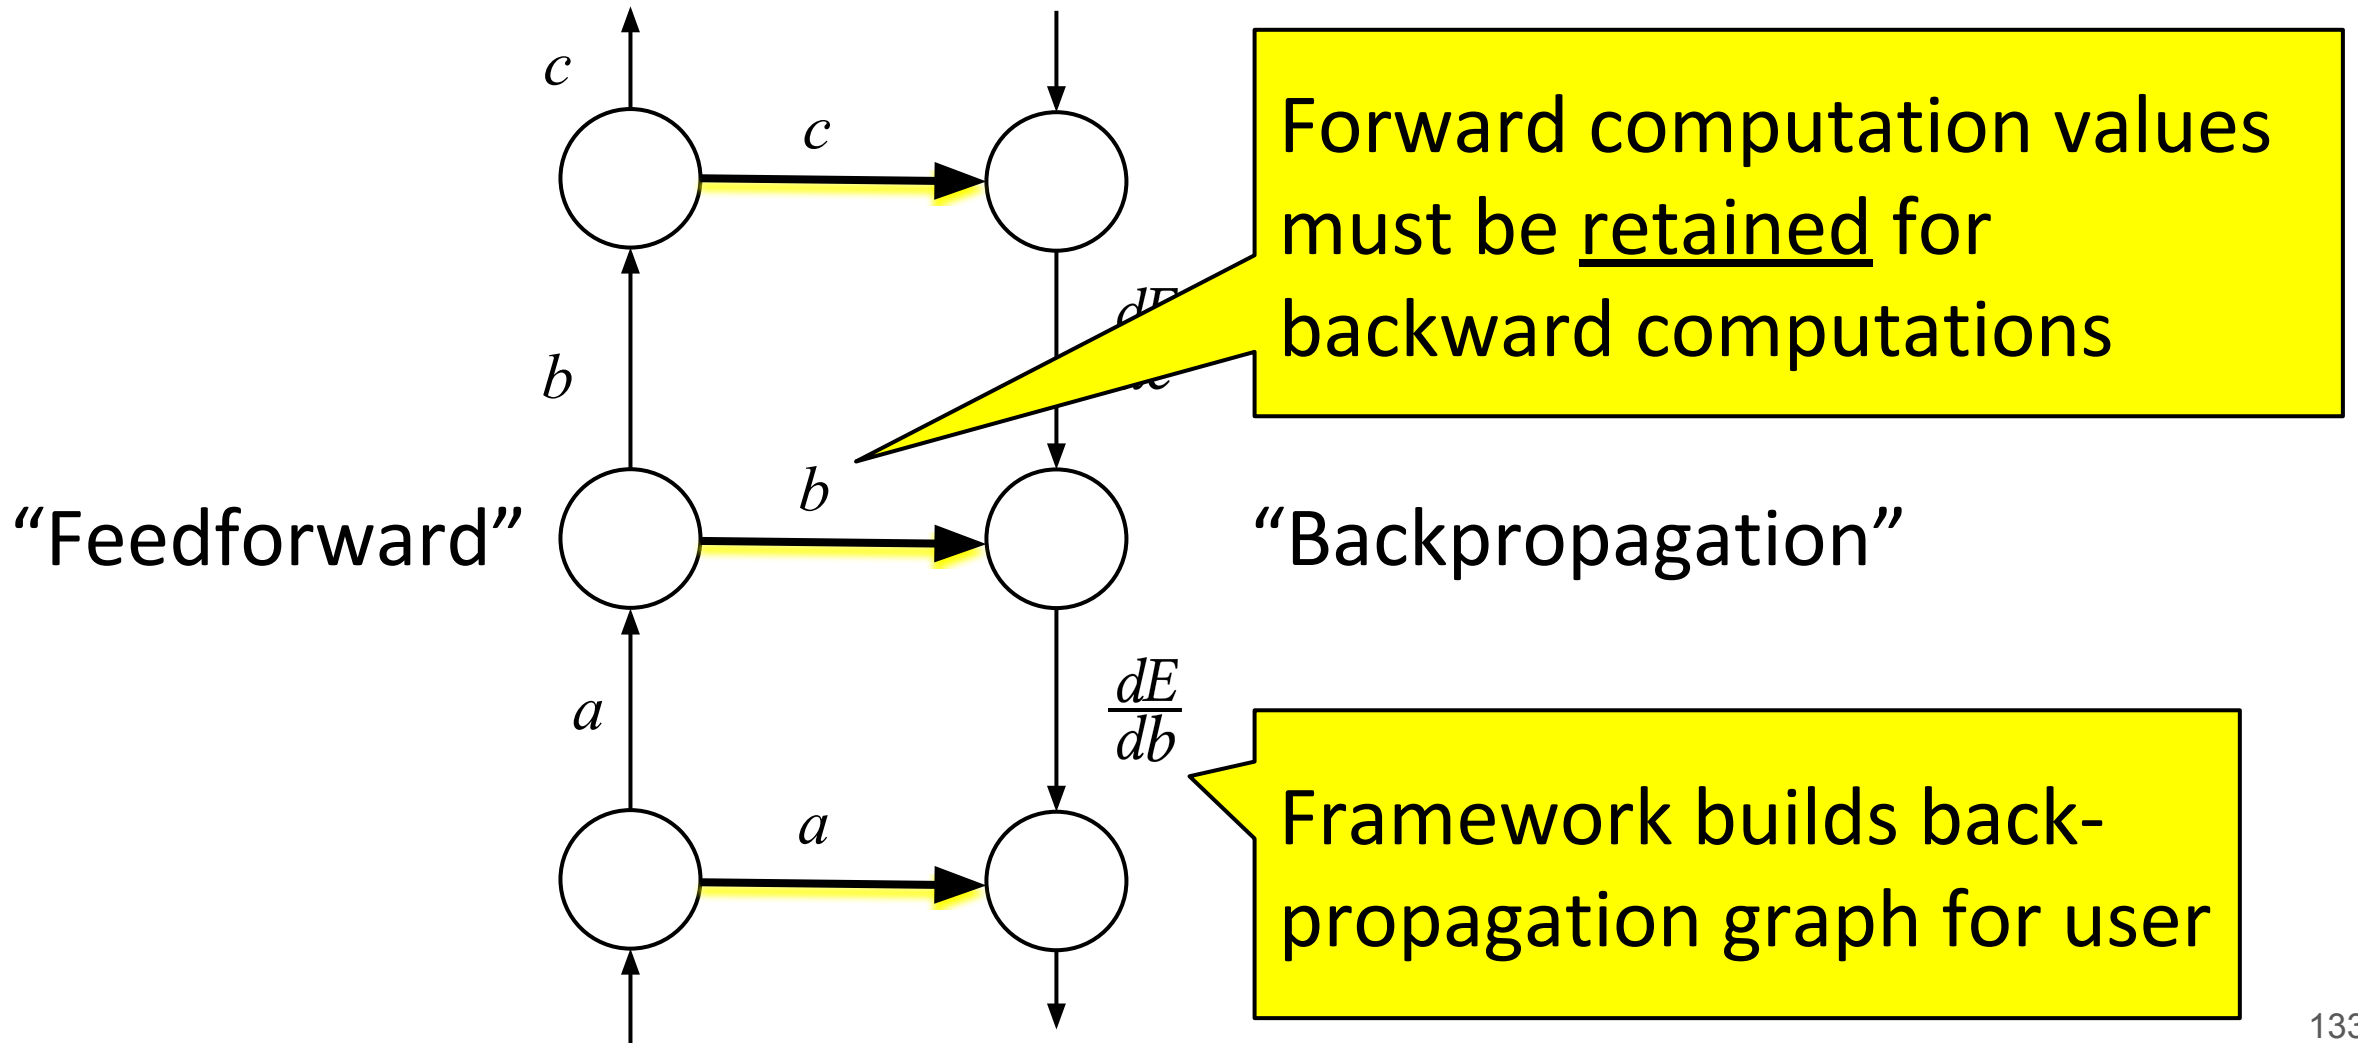 c
c
Forward computation values
must be retained for
backward computations
b
b
“Feedforward”
“Backpropagation”
a
dE
db
a
Framework builds back-
propagation graph for user
133